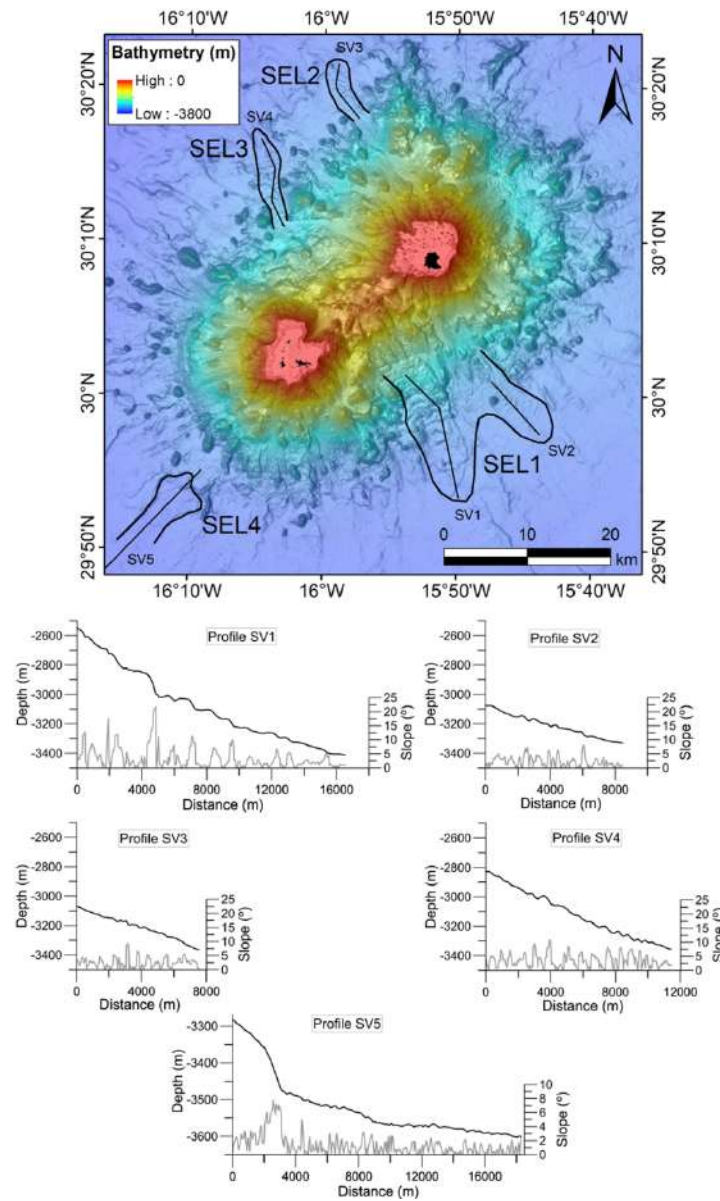 16°10'W 16°W 15°50'W 15°40'W
Bathymetry (m)
High : 0
Low : -3800
SV3
SEL2
N
30°20'N
30°20'N
SV4
SEL3
30°10'N
30°10'N
30°N
30°N
SEL1
SV2
SV1
SEL4
SV5
0 10 20
km
29°50'N
29°50'N
16°10'W 16°W 15°50'W 15°40'W
Profile SV1
Depth (m)
-2600
-2800
-3000
-3200
-3400
25
20
15
10
5
0
Slope (º)
0 4000 8000 12000 16000
Distance (m)
Profile SV2
Depth (m)
-2600
-2800
-3000
-3200
-3400
25
20
15
10
5
0
Slope (º)
0 4000 8000
Distance (m)
Profile SV3
Depth (m)
-2600
-2800
-3000
-3200
-3400
25
20
15
10
5
0
Slope (º)
0 4000 8000
Distance (m)
Profile SV4
Depth (m)
-2600
-2800
-3000
-3200
-3400
25
20
15
10
5
0
Slope (º)
0 4000 8000 12000
Distance (m)
Profile SV5
Depth (m)
-3300
-3400
-3500
-3600
10
8
6
4
2
0
Slope (º)
0 4000 8000 12000 16000
Distance (m)